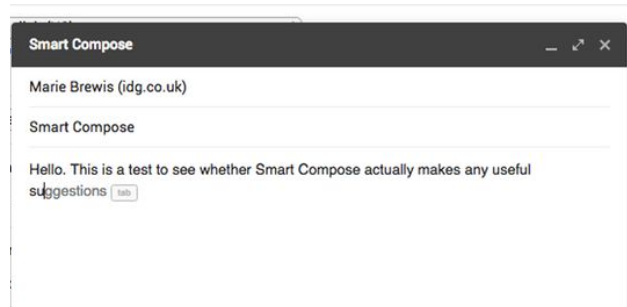 Smart Compose
Marie Brewis (idg.co.uk)
Smart Compose
Hello. This is a test to see whether Smart Compose actually makes any useful
suggestions tab